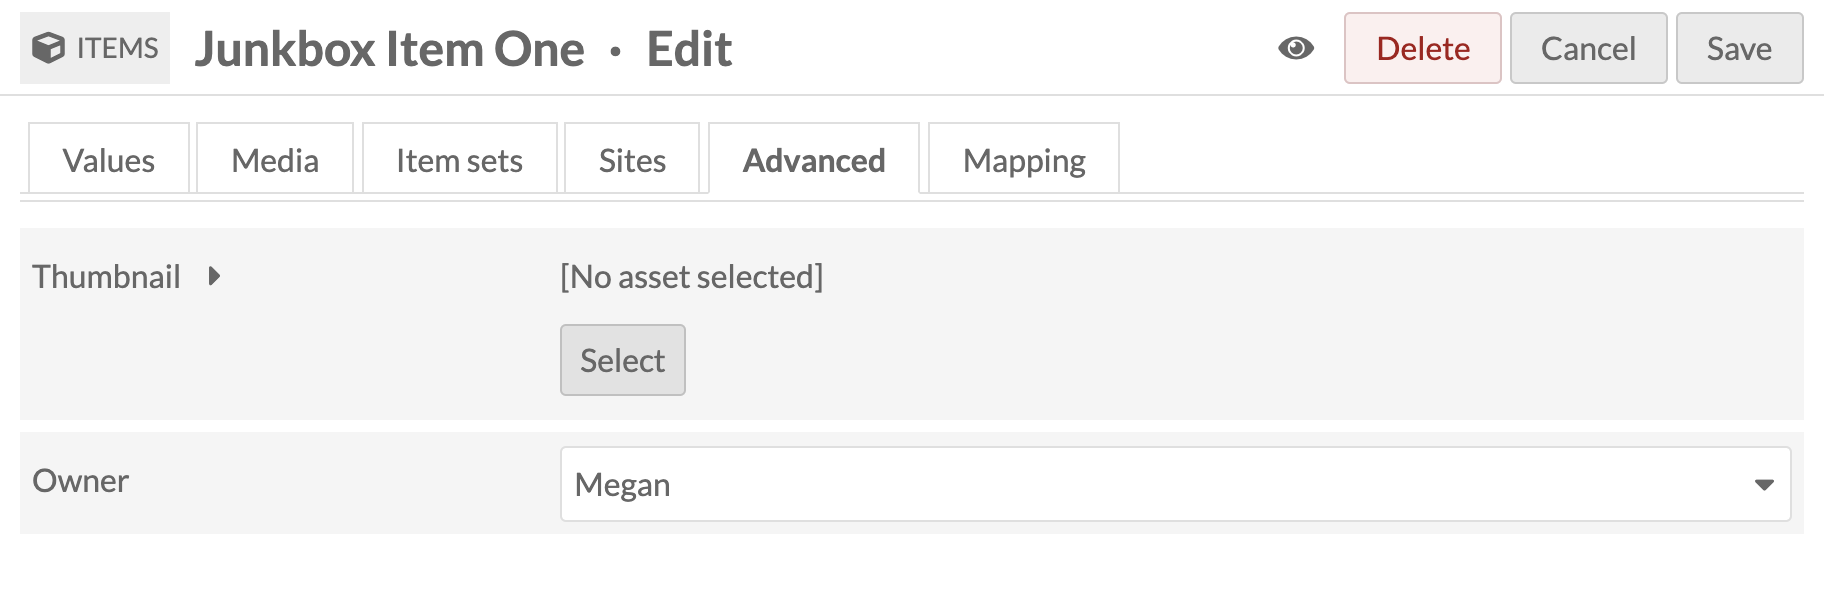 ITEMS Junkbox Item One · Edit Delete Cancel Save
Values Media Item sets Sites Advanced Mapping
Thumbnail [No asset selected]
Select
Owner Megan